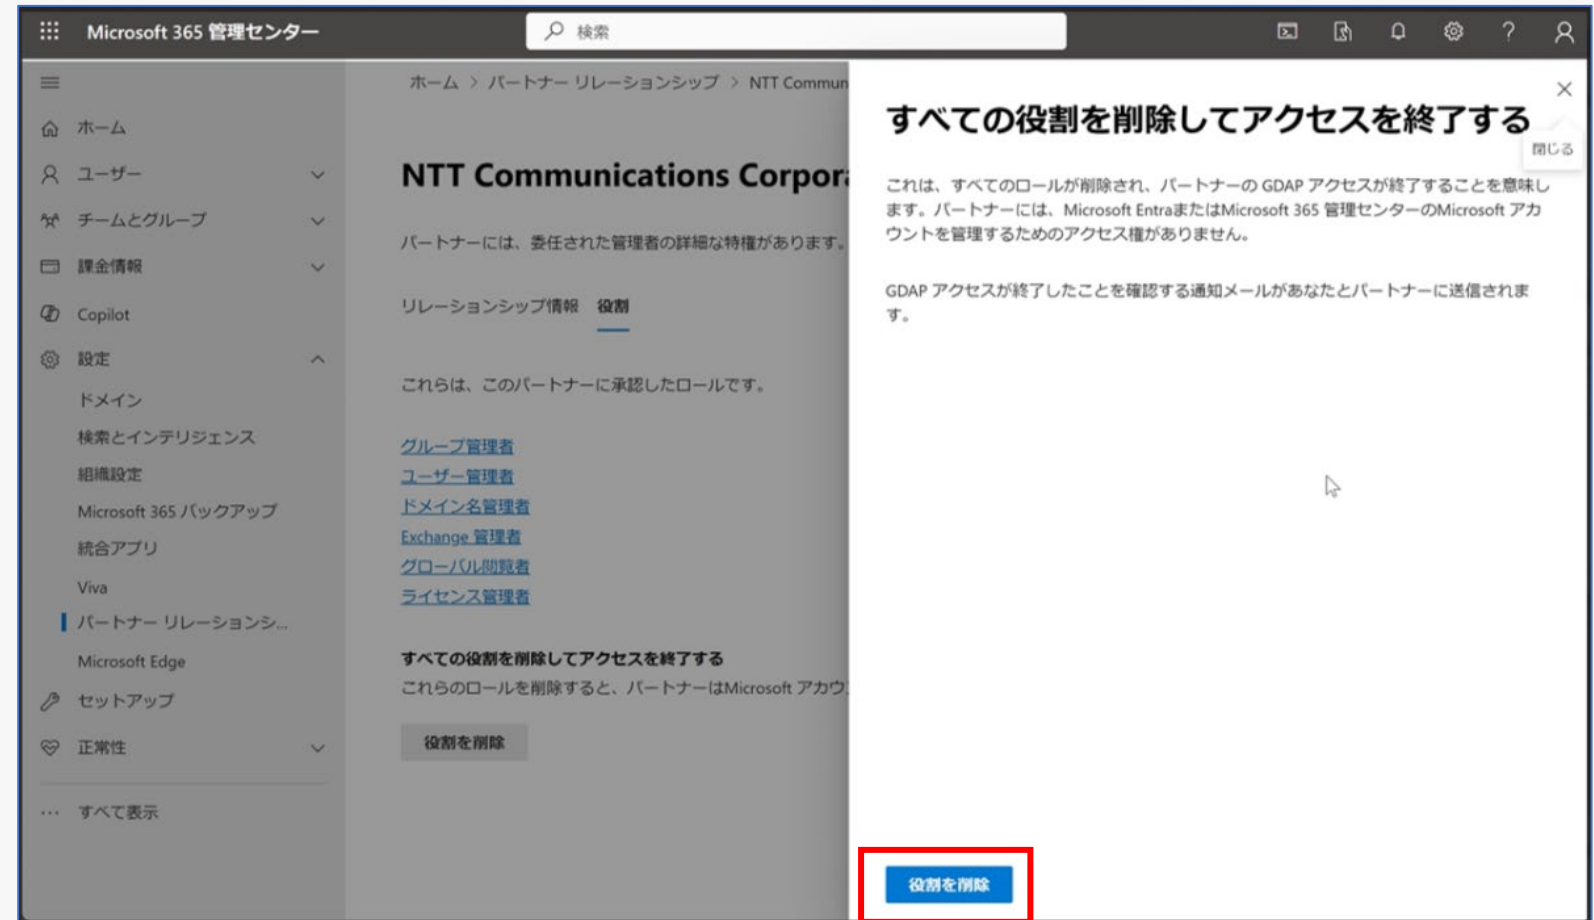 Microsoft 365 管理センター
検索
ホーム
ユーザー
チームとグループ
課金情報
Copilot
設定
ドメイン
検索とインテリジェンス
組織設定
Microsoft 365 バックアップ
統合アプリ
Viva
パートナー リレーションシ...
Microsoft Edge
セットアップ
正常性
... すべて表示
ホーム > パートナー リレーションシップ > NTT Commun
NTT Communications Corpora
パートナーには、委任された管理者の詳細な特権があります。
リレーションシップ情報 役割
これらは、このパートナーに承認したロールです。
グループ管理者
ユーザー管理者
ドメイン名管理者
Exchange 管理者
グローバル閲覧者
ライセンス管理者
すべての役割を削除してアクセスを終了する
これらのロールを削除すると、パートナーはMicrosoft アカウ
役割を削除
すべての役割を削除してアクセスを終了する
閉じる
これは、すべてのロールが削除され、パートナーの GDAP アクセスが終了することを意味し
ます。パートナーには、Microsoft EntraまたはMicrosoft 365 管理センターのMicrosoft アカ
ウントを管理するためのアクセス権がありません。
GDAP アクセスが終了したことを確認する通知メールがあなたとパートナーに送信されま
す。
役割を削除